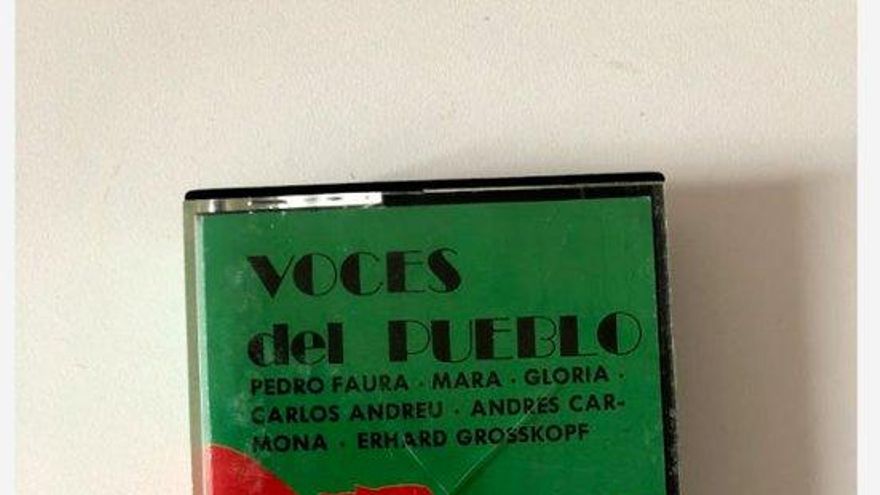 VOCES
del PUEBLO
PEDRO FAURA · MARA · GLORIA ·
CARLOS ANDREU · ANDRES CAR-
MONA · ERHARD GROSSKOPF